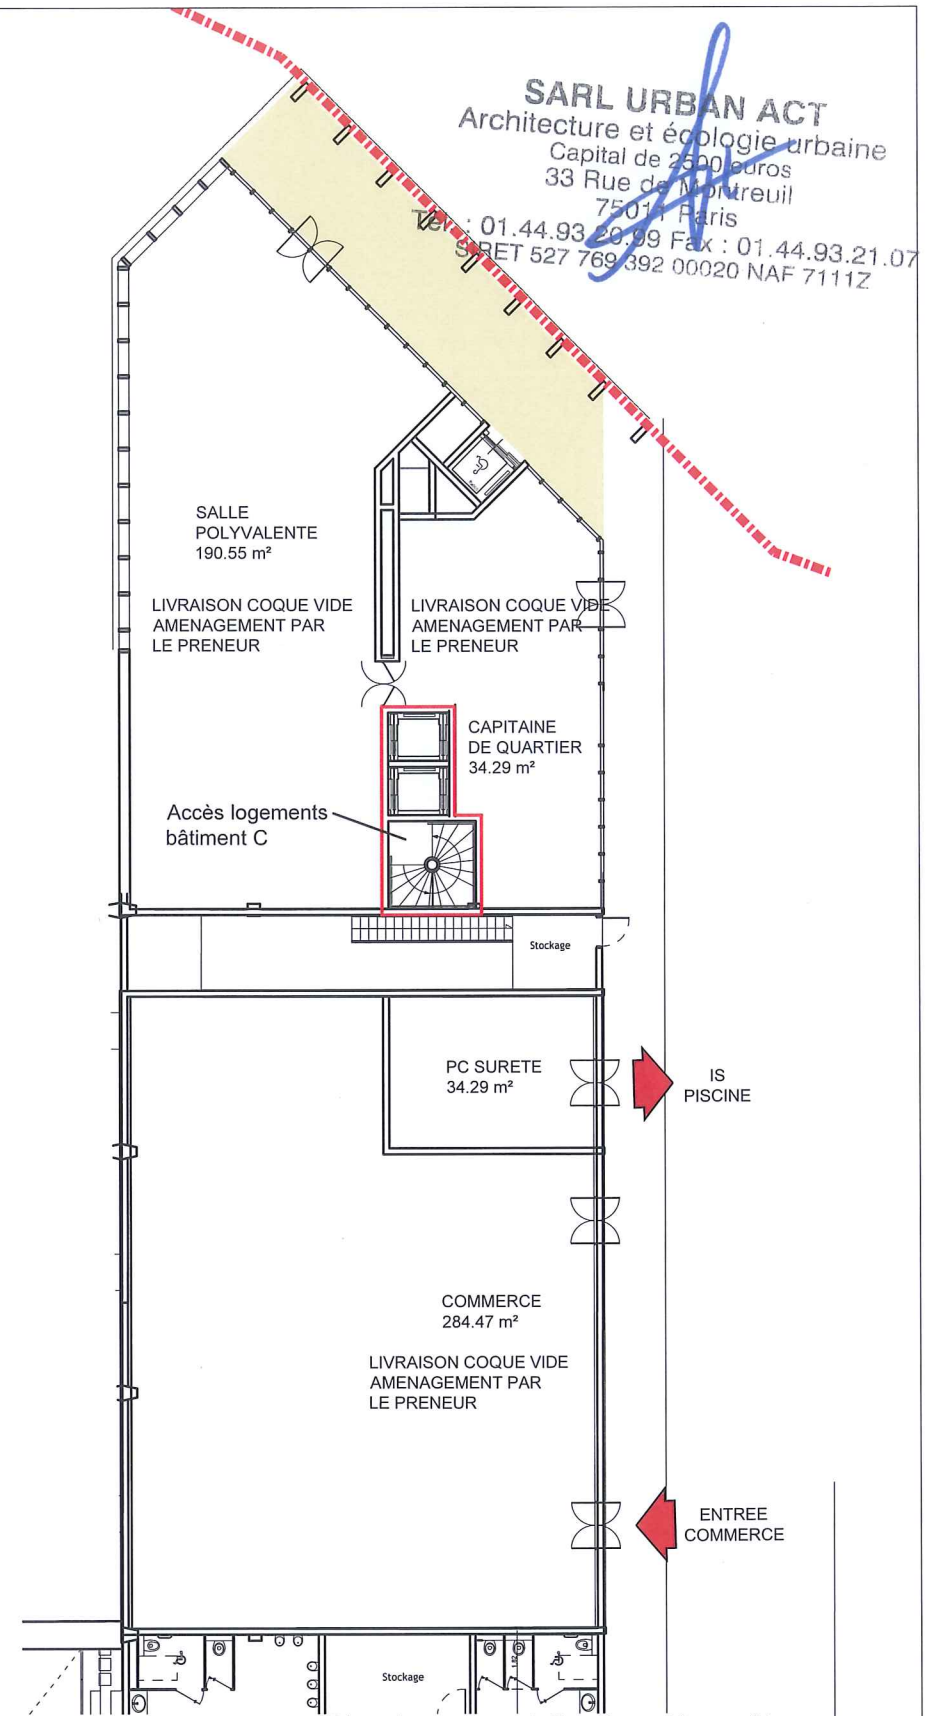 SARL URBAN ACT
Architecture et écologie urbaine
Capital de 2500 euros
33 Rue de Montreuil
75011 Paris
Tél : 01.44.93.20.99 Fax : 01.44.93.21.07
SIRET 527 769 392 00020 NAF 7111Z
SALLE
POLYVALENTE
190.55 m²
LIVRAISON COQUE VIDE
AMENAGEMENT PAR
LE PRENEUR
LIVRAISON COQUE VIDE
AMENAGEMENT PAR
LE PRENEUR
CAPITAINE
DE QUARTIER
34.29 m²
Accès logements
bâtiment C
Stockage
PC SURETE
34.29 m²
IS
PISCINE
COMMERCE
284.47 m²
LIVRAISON COQUE VIDE
AMENAGEMENT PAR
LE PRENEUR
ENTREE
COMMERCE
Stockage
1.62